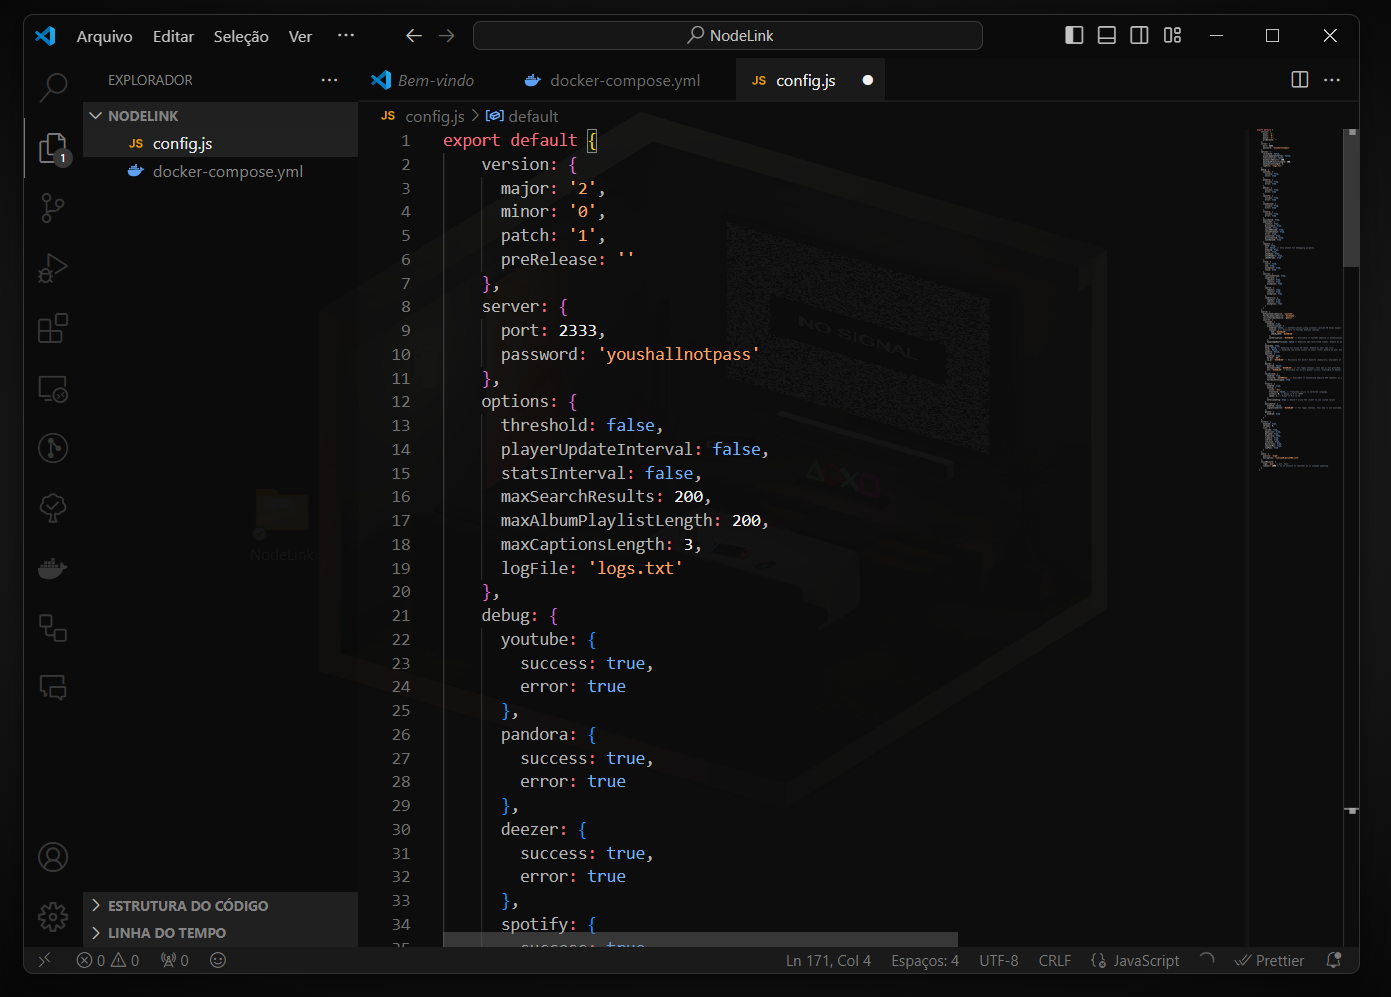 Arquivo Editar Seleção Ver ··· NodeLink
EXPLORADOR ···
NODELINK
JS config.js
docker-compose.yml
1
ESTRUTURA DO CÓDIGO
LINHA DO TEMPO
Bem-vindo docker-compose.yml JS config.js
JS config.js > default
1 export default {
2 version: {
3 major: '2',
4 minor: '0',
5 patch: '1',
6 preRelease: ''
7 },
8 server: {
9 port: 2333,
10 password: 'youshallnotpass'
11 },
12 options: {
13 threshold: false,
14 playerUpdateInterval: false,
15 statsInterval: false,
16 maxSearchResults: 200,
17 maxAlbumPlaylistLength: 200,
18 maxCaptionsLength: 3,
19 logFile: 'logs.txt'
20 },
21 debug: {
22 youtube: {
23 success: true,
24 error: true
25 },
26 pandora: {
27 success: true,
28 error: true
29 },
30 deezer: {
31 success: true,
32 error: true
33 },
34 spotify: {
35 success: true
NO SIGNAL
NodeLink
0 0 0 Ln 171, Col 4 Espaços: 4 UTF-8 CRLF JavaScript Prettier